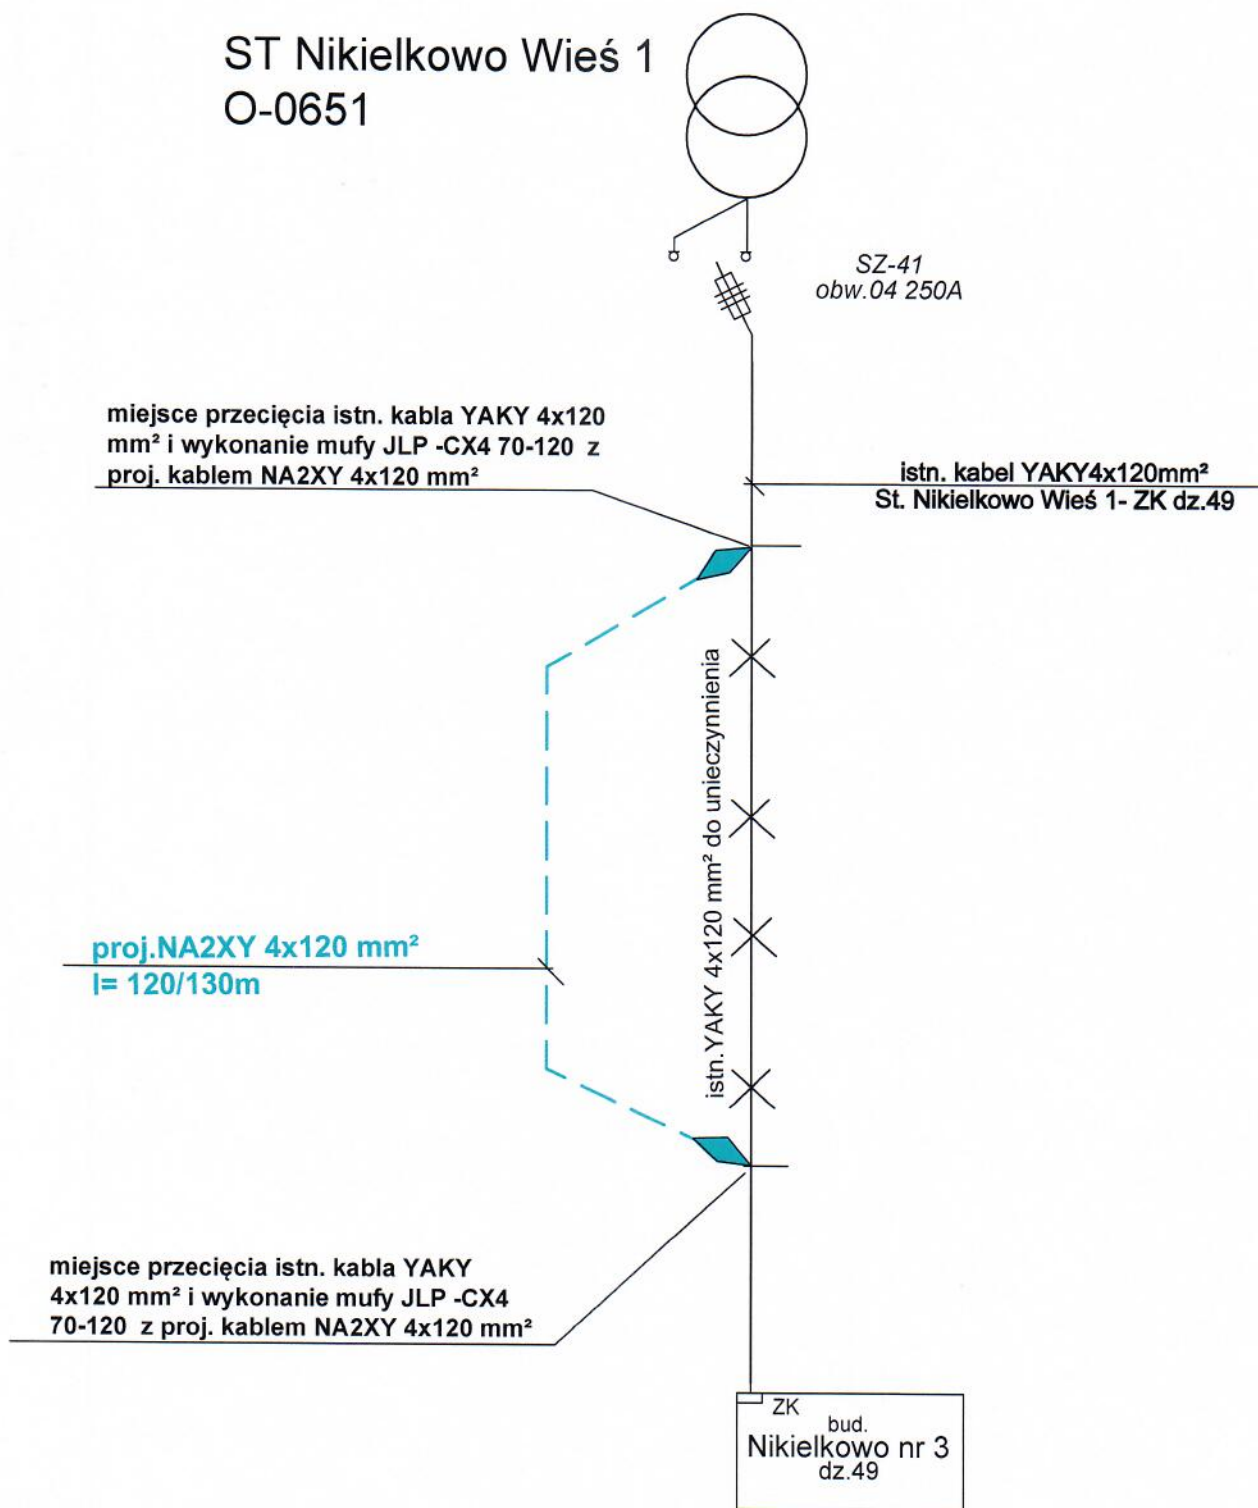 ST Nikielkowo Wieś 1
O-0651
SZ-41
obw.04 250A
miejsce przecięcia istn. kabla YAKY 4x120
mm² i wykonanie mufy JLP -CX4 70-120 z
proj. kablem NA2XY 4x120 mm²
istn. kabel YAKY4x120mm²
St. Nikielkowo Wieś 1- ZK dz.49
istn.YAKY 4x120 mm² do unieczynnienia
proj.NA2XY 4x120 mm²
l= 120/130m
miejsce przecięcia istn. kabla YAKY
4x120 mm² i wykonanie mufy JLP -CX4
70-120 z proj. kablem NA2XY 4x120 mm²
ZK
bud.
Nikielkowo nr 3
dz.49